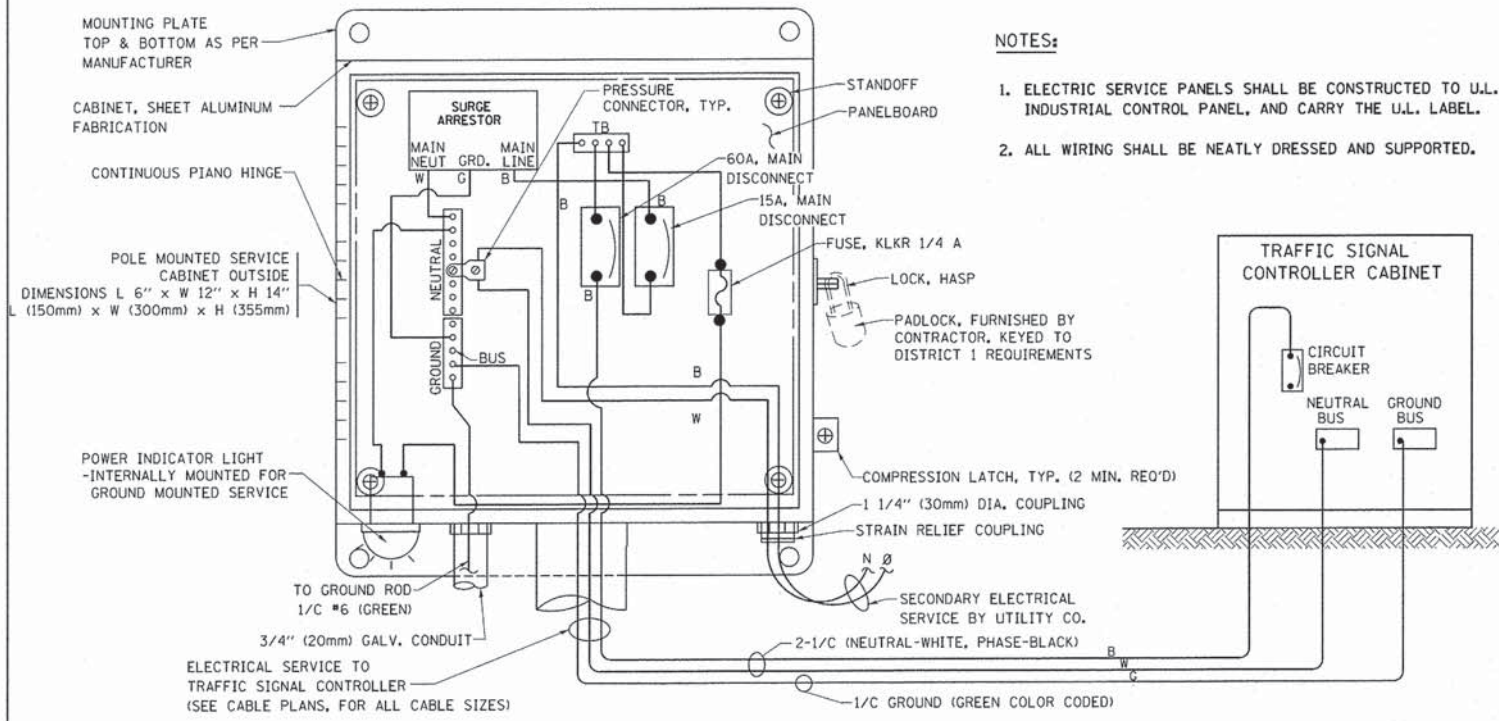 MOUNTING PLATE
TOP & BOTTOM AS PER
MANUFACTURER
CABINET, SHEET ALUMINUM
FABRICATION
CONTINUOUS PIANO HINGE
POLE MOUNTED SERVICE
CABINET OUTSIDE
DIMENSIONS L 6" x W 12" x H 14"
L (150mm) x W (300mm) x H (355mm)
POWER INDICATOR LIGHT
-INTERNALLY MOUNTED FOR
GROUND MOUNTED SERVICE
SURGE
ARRESTOR
MAIN
NEUT
GRD.
MAIN
LINE
W
G
B
PRESSURE
CONNECTOR, TYP.
TB
STANDOFF
PANELBOARD
60A, MAIN
DISCONNECT
15A, MAIN
DISCONNECT
B
B
B
FUSE, KLKR 1/4 A
LOCK, HASP
PADLOCK, FURNISHED BY
CONTRACTOR, KEYED TO
DISTRICT 1 REQUIREMENTS
NEUTRAL
GROUND
BUS
B
W
COMPRESSION LATCH, TYP. (2 MIN. REQ'D)
1 1/4" (30mm) DIA. COUPLING
STRAIN RELIEF COUPLING
N Ø
SECONDARY ELECTRICAL
SERVICE BY UTILITY CO.
TO GROUND ROD
1/C #6 (GREEN)
3/4" (20mm) GALV. CONDUIT
ELECTRICAL SERVICE TO
TRAFFIC SIGNAL CONTROLLER
(SEE CABLE PLANS, FOR ALL CABLE SIZES)
2-1/C (NEUTRAL-WHITE, PHASE-BLACK)
B
W
G
1/C GROUND (GREEN COLOR CODED)
NOTES:
1. ELECTRIC SERVICE PANELS SHALL BE CONSTRUCTED TO U.L.
INDUSTRIAL CONTROL PANEL, AND CARRY THE U.L. LABEL.
2. ALL WIRING SHALL BE NEATLY DRESSED AND SUPPORTED.
TRAFFIC SIGNAL
CONTROLLER CABINET
CIRCUIT
BREAKER
NEUTRAL
BUS
GROUND
BUS